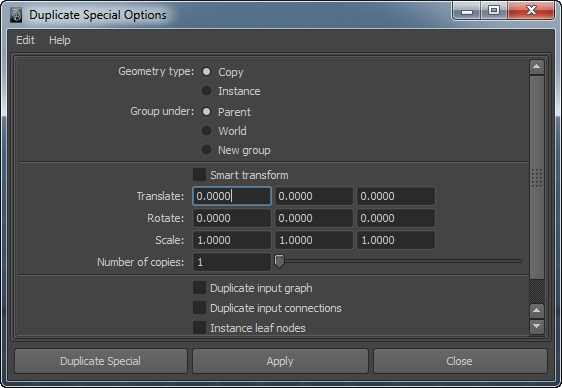 Duplicate Special Options
Edit Help
Geometry type: Copy
Instance
Group under: Parent
World
New group
Smart transform
Translate: 0.0000 0.0000 0.0000
Rotate: 0.0000 0.0000 0.0000
Scale: 1.0000 1.0000 1.0000
Number of copies: 1
Duplicate input graph
Duplicate input connections
Instance leaf nodes
Duplicate Special Apply Close